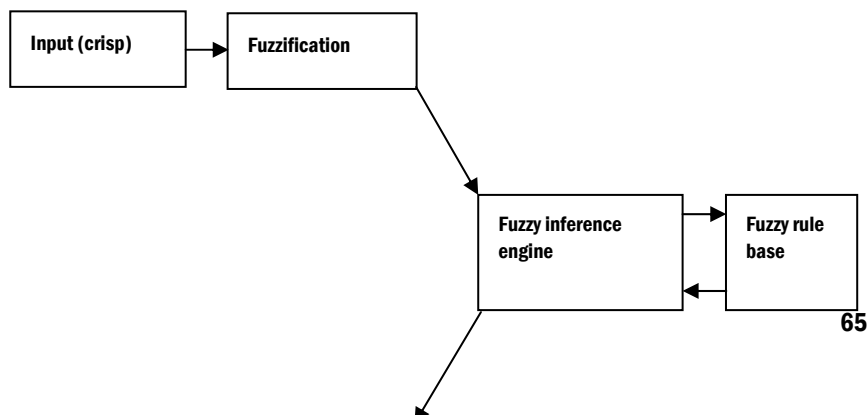 Input (crisp)
Fuzzification
Fuzzy inference
engine
Fuzzy rule
base
65